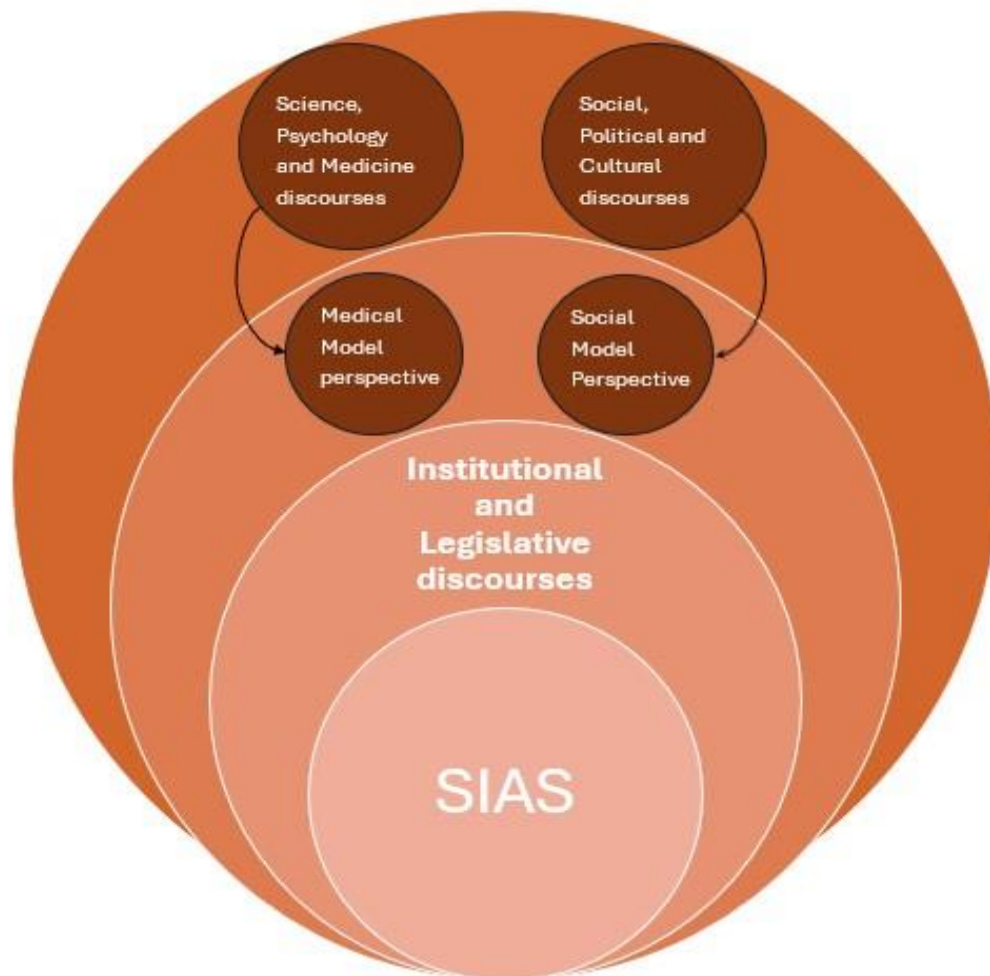 Science,
Psychology
and Medicine
discourses
Social,
Political and
Cultural
discourses
Medical
Model
perspective
Social
Model
Perspective
Institutional
and
Legislative
discourses
SIAS